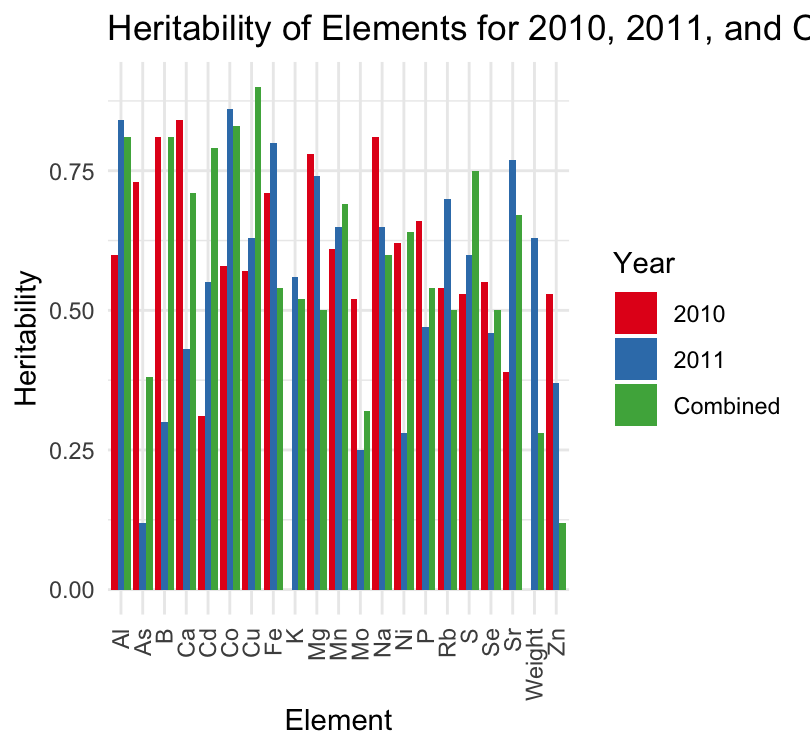 Heritability of Elements for 2010, 2011, and
Heritability
0.75
0.50
0.25
0.00
Al As B Ca Cd Co Cu Fe K Mg Mn Mo Na Ni P Rb S Se Sr Weight Zn
Element
Year
2010
2011
Combined